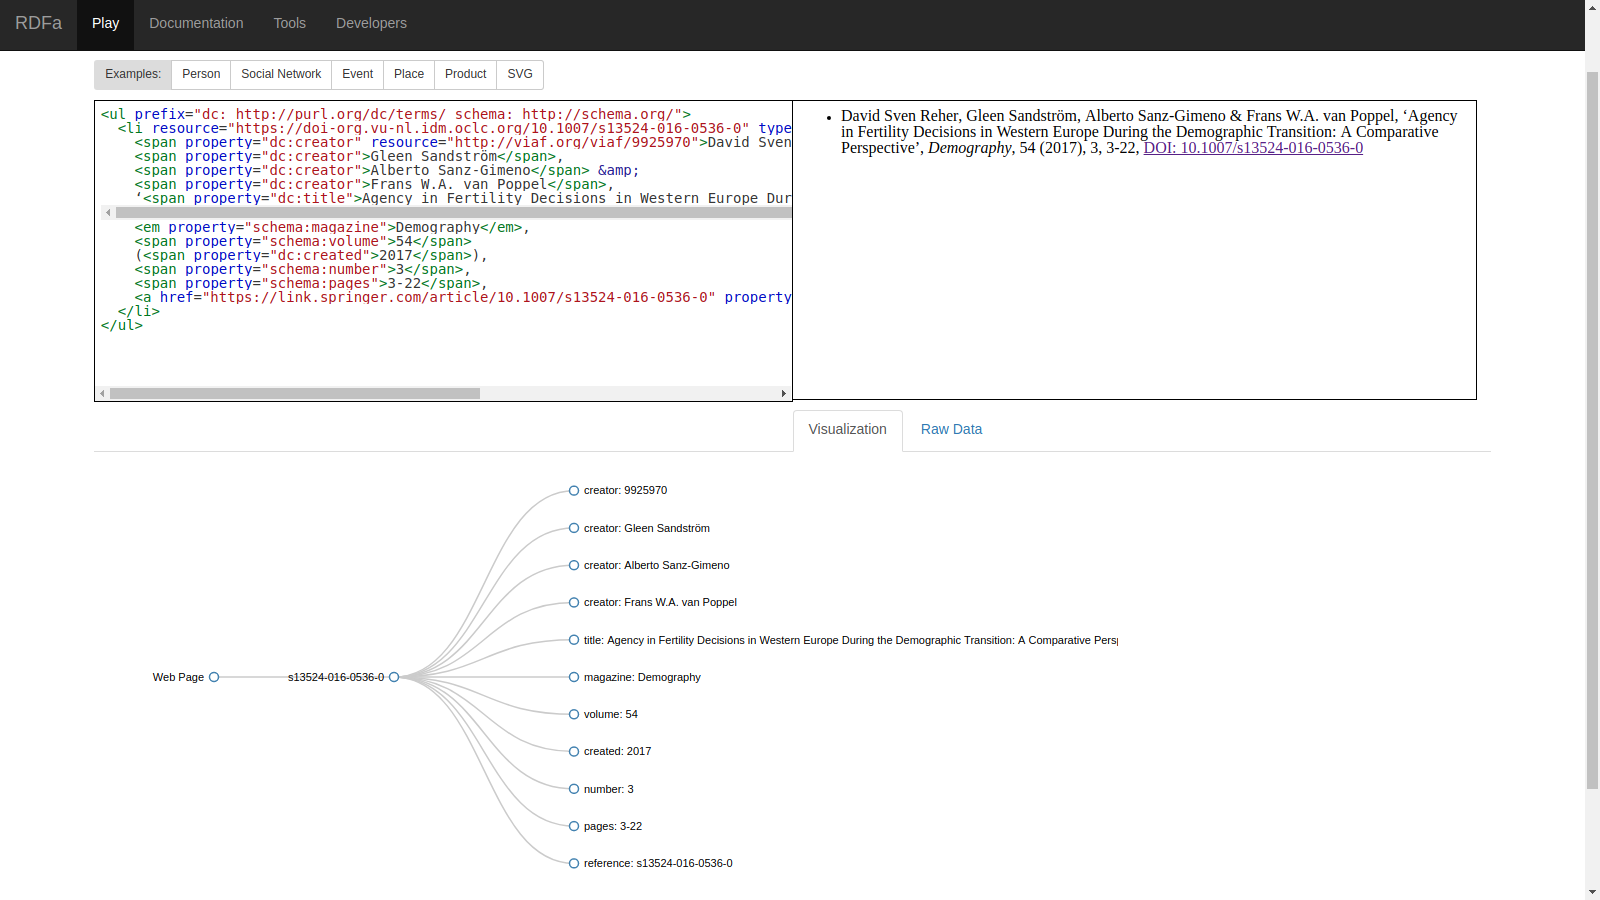 RDFa Play Documentation Tools Developers
Examples: Person Social Network Event Place Product SVG
<ul prefix="dc: http://purl.org/dc/terms/ schema: http://schema.org/">
<li resource="https://doi-org.vu-nl.idm.oclc.org/10.1007/s13524-016-0536-0" type
<span property="dc:creator" resource="http://viaf.org/viaf/9925970">David Sven
<span property="dc:creator">Gleen Sandström</span>,
<span property="dc:creator">Alberto Sanz-Gimeno</span> &amp;
<span property="dc:creator">Frans W.A. van Poppel</span>,
‘<span property="dc:title">Agency in Fertility Decisions in Western Europe Dur
<em property="schema:magazine">Demography</em>,
<span property="schema:volume">54</span>
(<span property="dc:created">2017</span>),
<span property="schema:number">3</span>,
<span property="schema:pages">3-22</span>,
<a href="https://link.springer.com/article/10.1007/s13524-016-0536-0" property
</li>
</ul>
• David Sven Reher, Gleen Sandström, Alberto Sanz-Gimeno & Frans W.A. van Poppel, ‘Agency
in Fertility Decisions in Western Europe During the Demographic Transition: A Comparative
Perspective’, Demography, 54 (2017), 3, 3-22, DOI: 10.1007/s13524-016-0536-0
Visualization Raw Data
Web Page
s13524-016-0536-0
creator: 9925970
creator: Gleen Sandström
creator: Alberto Sanz-Gimeno
creator: Frans W.A. van Poppel
title: Agency in Fertility Decisions in Western Europe During the Demographic Transition: A Comparative Persp
magazine: Demography
volume: 54
created: 2017
number: 3
pages: 3-22
reference: s13524-016-0536-0